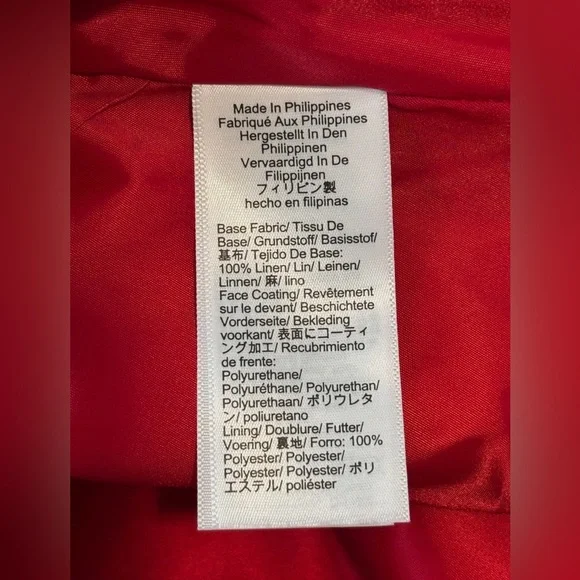 Made In Philippines
Fabriqué Aux Philippines
Hergestellt In Den
Philippinen
Vervaardigd In De
Filippijnen
フィリピン製
hecho en filipinas
Base Fabric/ Tissu De
Base/ Grundstoff/ Basisstof/
基布/ Tejido De Base:
100% Linen/ Lin/ Leinen/
Linnen/ 麻/ lino
Face Coating/ Revêtement
sur le devant/ Beschichtete
Vorderseite/ Bekleding
voorkant/ 表面にコーティ
ング加工/ Recubrimiento
de frente:
Polyurethane/
Polyuréthane/ Polyurethan/
Polyurethaan/ ポリウレタ
ン/ poliuretano
Lining/ Doublure/ Futter/
Voering/ 裏地/ Forro: 100%
Polyester/ Polyester/
Polyester/ Polyester/ ポリ
エステル/ poliéster